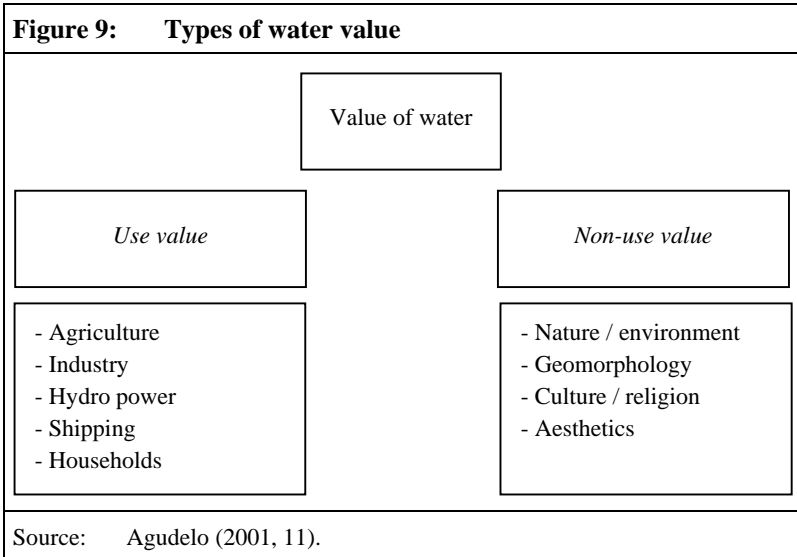 Figure 9: Types of water value
Value of water
Use value
Non-use value
- Agriculture
- Industry
- Hydro power
- Shipping
- Households
- Nature / environment
- Geomorphology
- Culture / religion
- Aesthetics
Source: Agudelo (2001, 11).